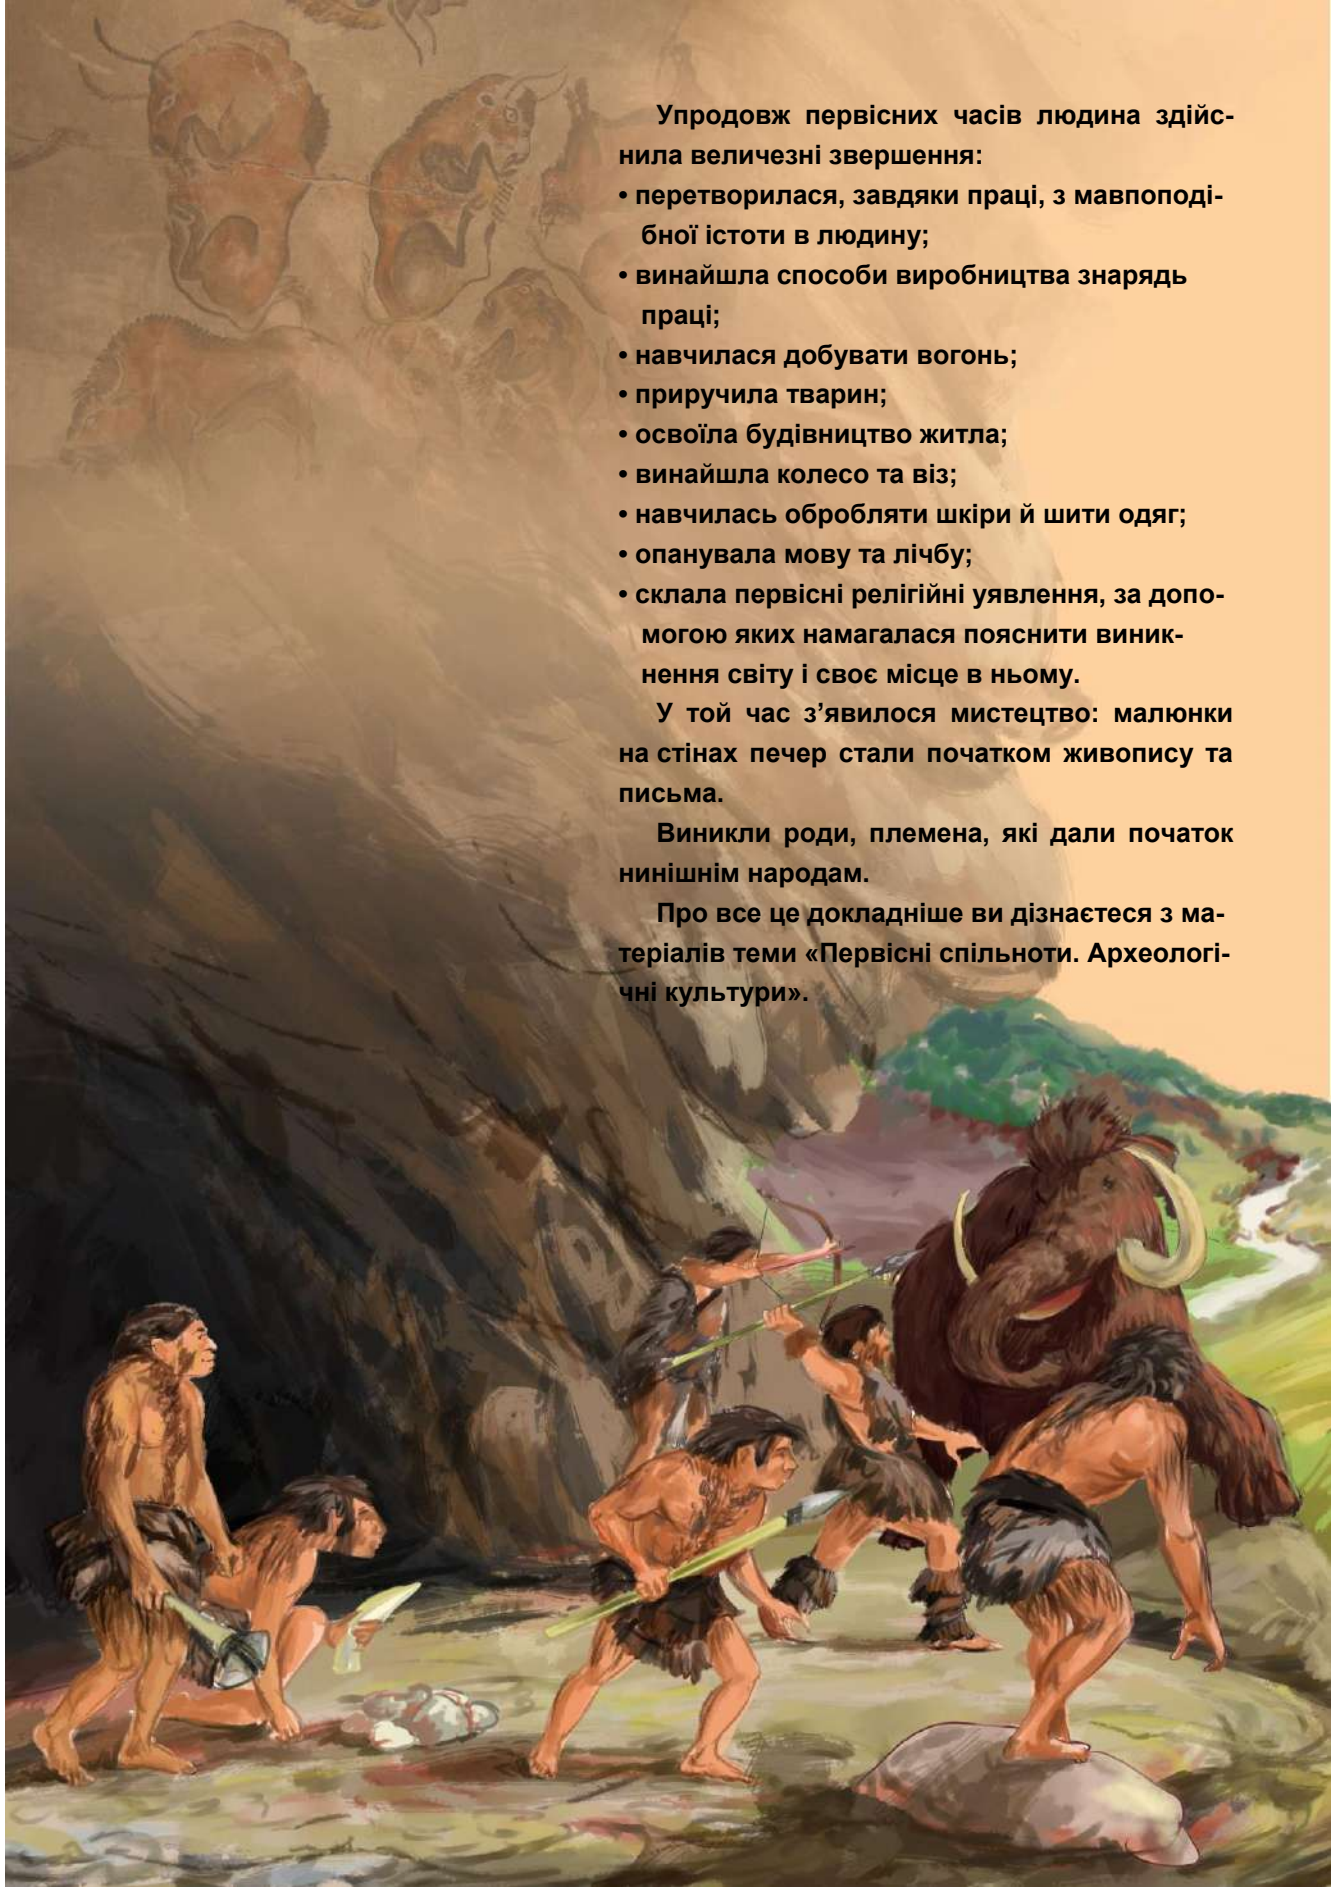 Упродовж первісних часів людина здійс-
нила величезні звершення:
• перетворилася, завдяки праці, з мавпоподі-
бної істоти в людину;
• винайшла способи виробництва знарядь
праці;
• навчилася добувати вогонь;
• приручила тварин;
• освоїла будівництво житла;
• винайшла колесо та віз;
• навчилась обробляти шкіри й шити одяг;
• опанувала мову та лічбу;
• склала первісні релігійні уявлення, за допо-
могою яких намагалася пояснити виник-
нення світу і своє місце в ньому.
У той час з’явилося мистецтво: малюнки
на стінах печер стали початком живопису та
письма.
Виникли роди, племена, які дали початок
нинішнім народам.
Про все це докладніше ви дізнаєтеся з ма-
теріалів теми «Первісні спільноти. Археологі-
чні культури».